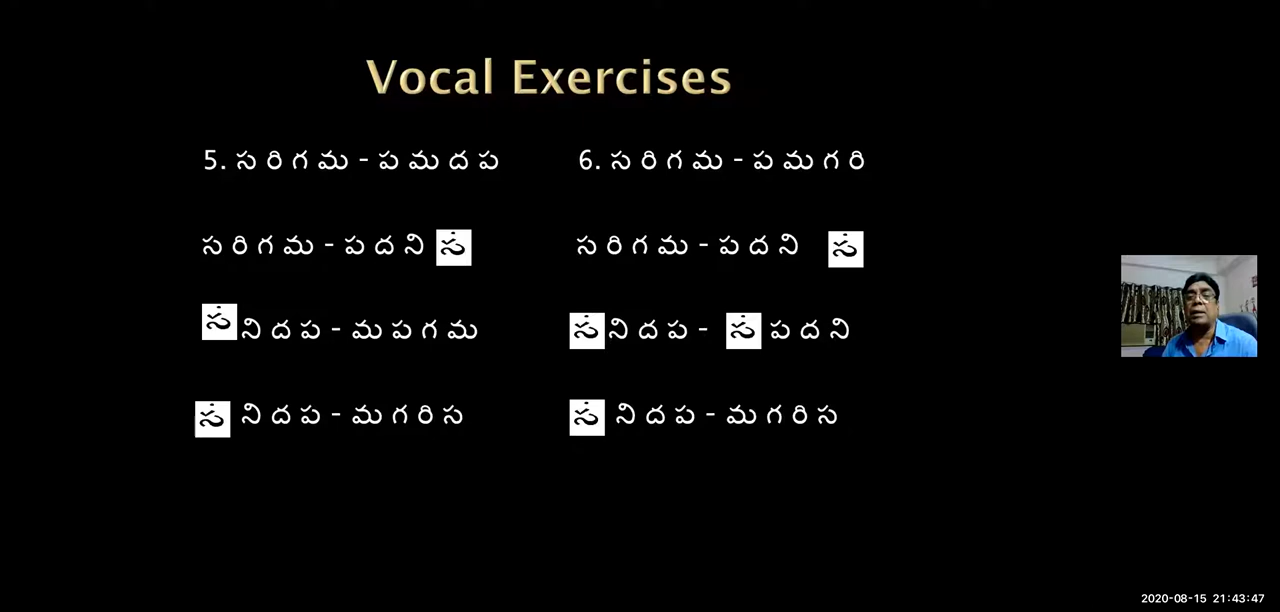 Vocal Exercises
5. స రి గ మ - ప మ ద ప
స రి గ మ - ప ద ని స̇
స̇ ని ద ప - మ ప గ మ
స̇ ని ద ప - మ గ రి స
6. స రి గ మ - ప మ గ రి
స రి గ మ - ప ద ని స̇
స̇ ని ద ప - స̇ ప ద ని
స̇ ని ద ప - మ గ రి స
2020-08-15 21:43:47